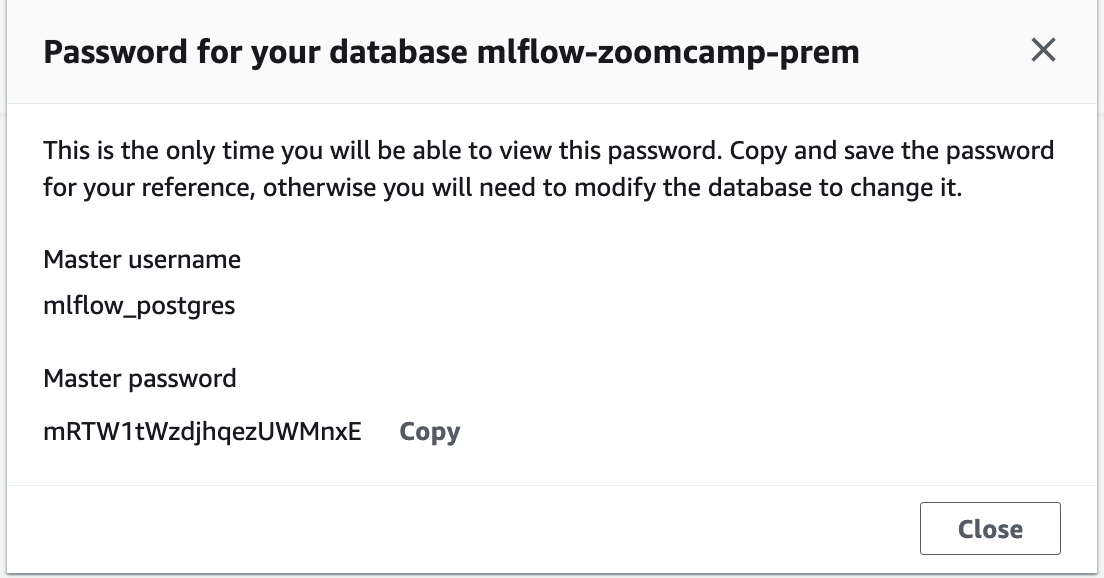 Password for your database mlflow-zoomcamp-prem
This is the only time you will be able to view this password. Copy and save the password
for your reference, otherwise you will need to modify the database to change it.
Master username
mlflow_postgres
Master password
mRTW1tWzdjhqezUWMnxE Copy
Close